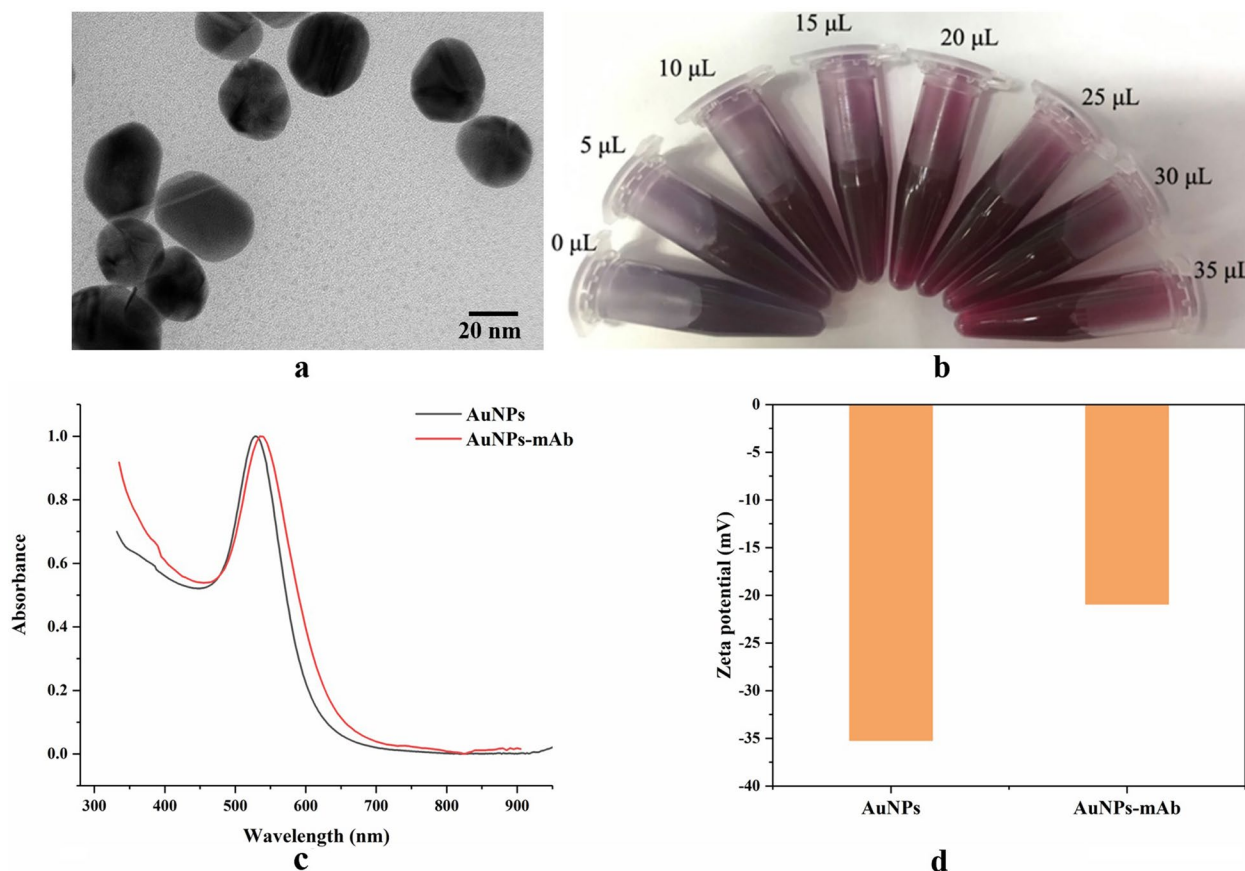 20 nm
a
0 μL
5 μL
10 μL
15 μL
20 μL
25 μL
30 μL
35 μL
b
AuNPs
AuNPs-mAb
Absorbance
1.0
0.8
0.6
0.4
0.2
0.0
300 400 500 600 700 800 900
Wavelength (nm)
c
Zeta potential (mV)
0
-5
-10
-15
-20
-25
-30
-35
-40
AuNPs AuNPs-mAb
d